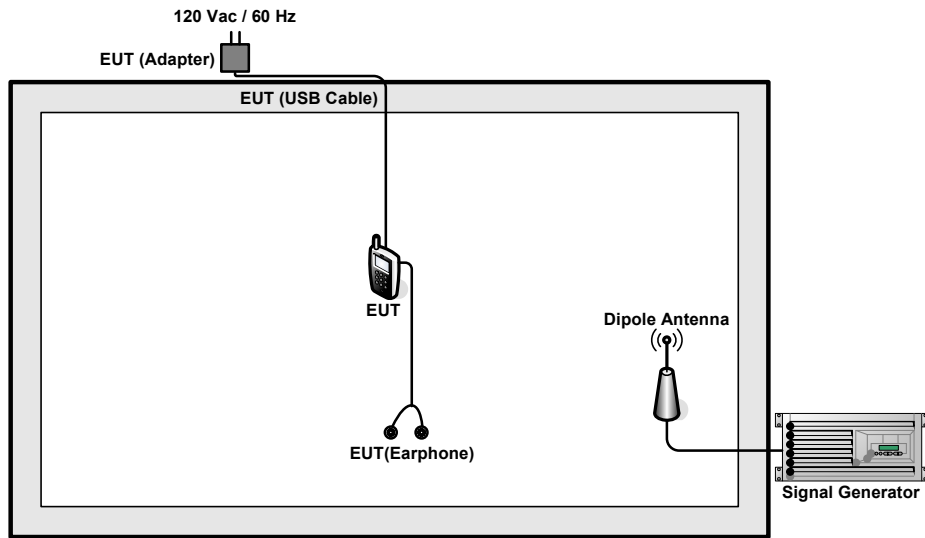 120 Vac / 60 Hz
EUT (Adapter)
EUT (USB Cable)
EUT
Dipole Antenna
EUT(Earphone)
Signal Generator